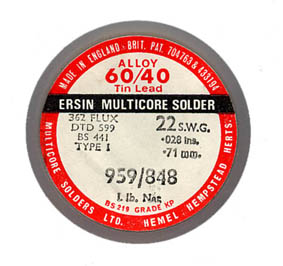 MADE IN ENGLAND - BRIT. PAT. 704763 & 433194
ALLOY
60/40
Tin Lead
ERSIN MULTICORE SOLDER
362 FLUX
DTD 599
BS 441
TYPE 1
22 S.W.G.
.028 ins.
.71 mm.
959/848
1 lb.
BS 219 GRADE KP
MULTICORE SOLDERS LTD. HEMEL HEMPSTEAD HERTS.